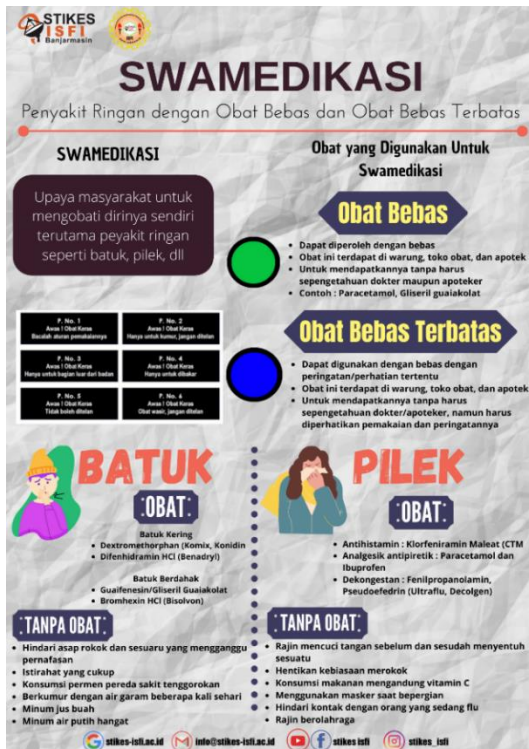 STIKES
ISFI
Banjarmasin
SWAMEDIKASI
Penyakit Ringan dengan Obat Bebas dan Obat Bebas Terbatas
SWAMEDIKASI
Upaya masyarakat untuk
mengobati dirinya sendiri
terutama peyakit ringan
seperti batuk, pilek, dll
Obat yang Digunakan Untuk
Swamedikasi
Obat Bebas
Dapat diperoleh dengan bebas
Obat ini terdapat di warung, toko obat, dan apotek
Untuk mendapatkannya tanpa harus
sepengetahuan dokter maupun apoteker
Contoh : Paracetamol, Gliseril guaiakolat
P. No. 1
Awas ! Obat Keras
Bacalah aturan pemakaiannya
P. No. 2
Awas ! Obat Keras
Hanya untuk kumur, jangan ditelan
P. No. 3
Awas ! Obat Keras
Hanya untuk bagian luar dari badan
P. No. 4
Awas ! Obat Keras
Hanya untuk dibakar
P. No. 5
Awas ! Obat Keras
Tidak boleh ditelan
P. No. 6
Awas ! Obat Keras
Obat wasir, jangan ditelan
Obat Bebas Terbatas
Dapat digunakan dengan bebas dengan
peringatan/perhatian tertentu
Obat ini terdapat di warung, toko obat, dan apotek
Untuk mendapatkannya tanpa harus
sepengetahuan dokter/apoteker, namun harus
diperhatikan pemakaian dan peringatannya
BATUK
OBAT
Batuk Kering
Dextromethorphan (Komix, Konidin
Difenhidramin HCl (Benadryl)
Batuk Berdahak
Guaifenesin/Gliseril Guaiakolat
Bromhexin HCl (Bisolvon)
TANPA OBAT
Hindari asap rokok dan sesuaru yang mengganggu
pernafasan
Istirahat yang cukup
Konsumsi permen pereda sakit tenggorokan
Berkumur dengan air garam beberapa kali sehari
Minum jus buah
Minum air putih hangat
PILEK
OBAT
Antihistamin : Klorfeniramin Maleat (CTM
Analgesik antipiretik : Paracetamol dan
Ibuprofen
Dekongestan : Fenilpropanolamin,
Pseudoefedrin (Ultraflu, Decolgen)
TANPA OBAT
Rajin mencuci tangan sebelum dan sesudah menyentuh
sesuatu
Hentikan kebiasaan merokok
Konsumsi makanan mengandung vitamin C
Menggunakan masker saat bepergian
Hindari kontak dengan orang yang sedang flu
Rajin berolahraga
stikes-isfi.ac.id
info@stikes-isfi.ac.id
stikes isfi
stikes_isfi